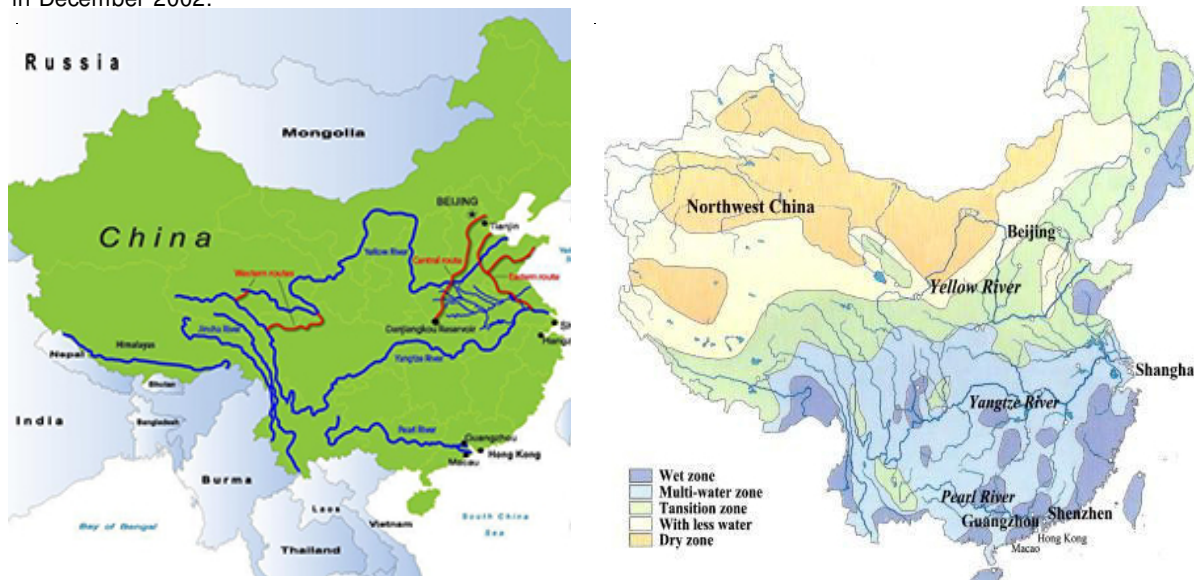 in December 2002.
Russia
Mongolia
BEIJING
Tianjin
China
Yellow River
Central route
Western routes
Eastern route
Jinsha River
Danjiangkou Reservoir
Himalayas
Nepal
Yangtze River
Bhutan
India
Bangladesh
Pearl River
Guangzhou
Macau
Hong Kong
Burma
Laos
Vietnam
Bay of Bengal
South China
Sea
Thailand
Northwest China
Beijing
Yellow River
Shangha
Yangtze River
Wet zone
Multi-water zone
Tansition zone
With less water
Dry zone
Pearl River
Guangzhou
Shenzhen
Hong Kong
Macao